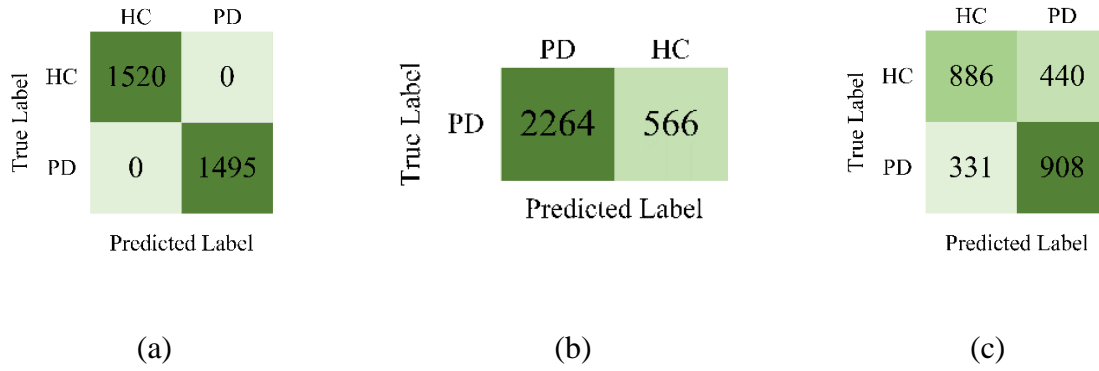 HC PD
True Label
HC 1520 0
PD 0 1495
Predicted Label
(a)
PD HC
True Label
PD 2264 566
Predicted Label
(b)
HC PD
True Label
HC 886 440
PD 331 908
Predicted Label
(c)